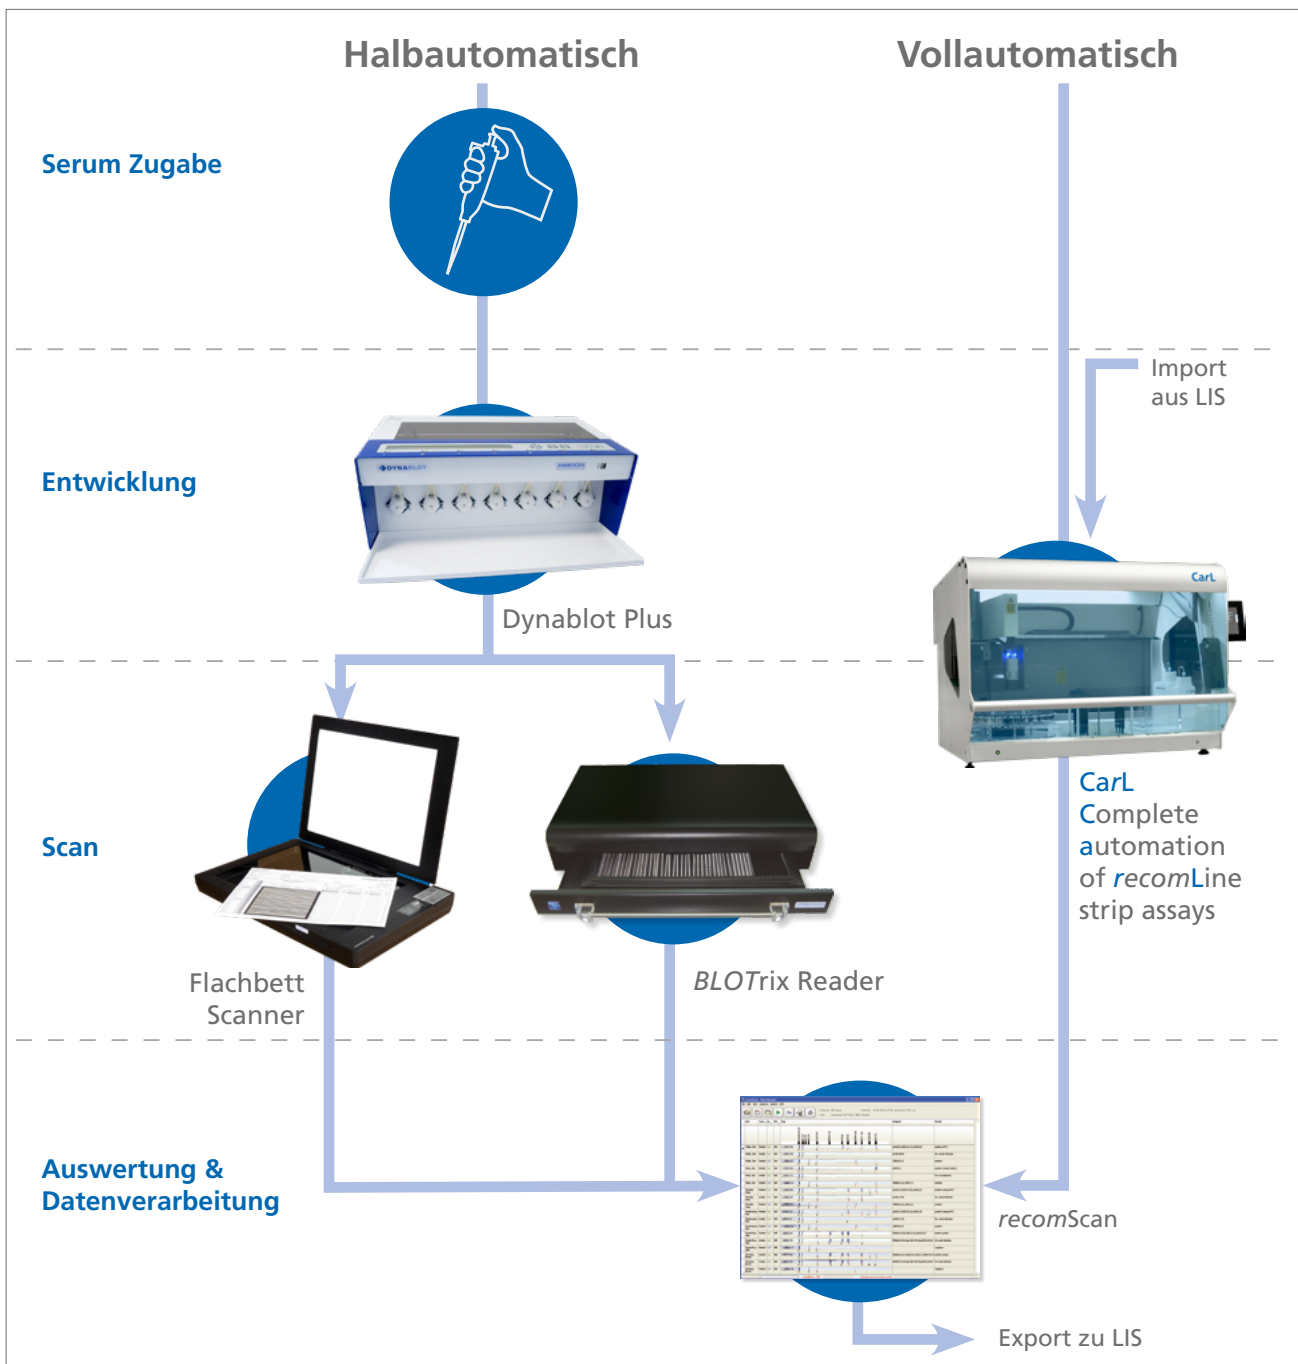 Halbautomatisch
Vollautomatisch
Serum Zugabe
Import
aus LIS
Entwicklung
DYNABLOT
CarL
Dynablot Plus
CarL
Complete
automation
of recomLine
strip assays
Scan
Flachbett
Scanner
BLOTrix Reader
Auswertung &
Datenverarbeitung
recomScan
Export zu LIS